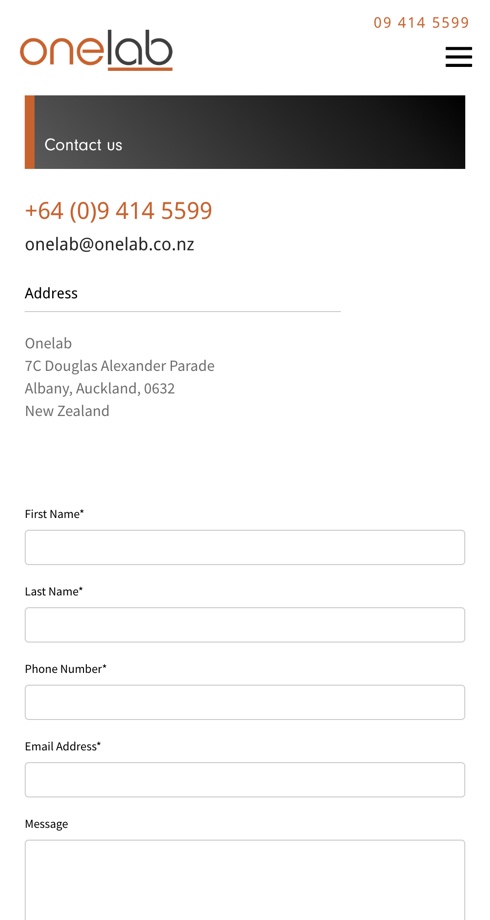 09 414 5599
onelab
Contact us
+64 (0)9 414 5599
onelab@onelab.co.nz
Address
Onelab
7C Douglas Alexander Parade
Albany, Auckland, 0632
New Zealand
First Name*
Last Name*
Phone Number*
Email Address*
Message